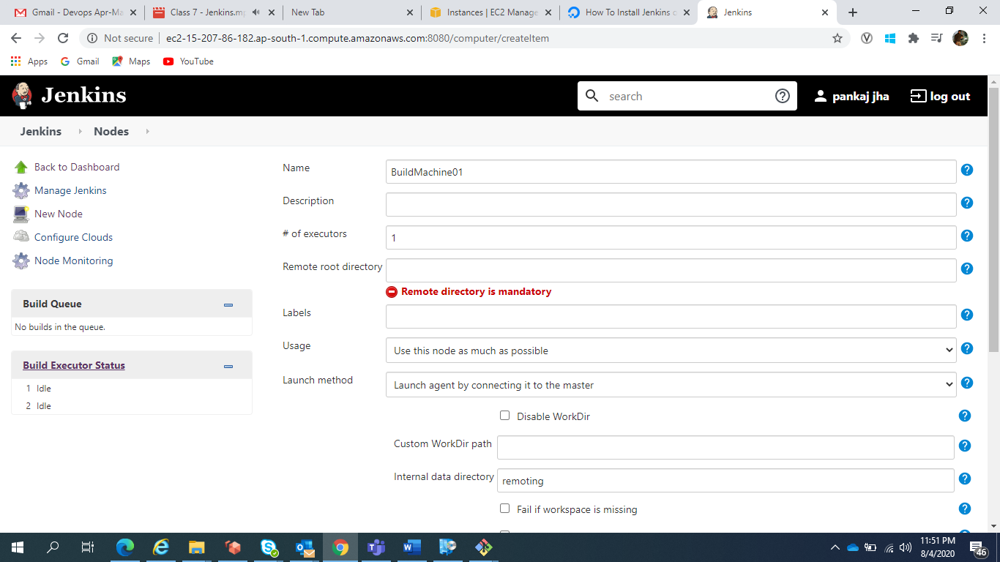 Gmail - Devops Apr-Ma
Class 7 - Jenkins.m
New Tab
Instances | EC2 Manage
How To Install Jenkins
Jenkins
Not secure
ec2-15-207-86-182.ap-south-1.compute.amazonaws.com:8080/computer/createItem
Apps
Gmail
Maps
YouTube
Jenkins
search
pankaj jha
log out
Jenkins
Nodes
Back to Dashboard
Manage Jenkins
New Node
Configure Clouds
Node Monitoring
Build Queue
No builds in the queue.
Build Executor Status
1 Idle
2 Idle
Name
BuildMachine01
Description
# of executors
1
Remote root directory
Remote directory is mandatory
Labels
Usage
Use this node as much as possible
Launch method
Launch agent by connecting it to the master
Disable WorkDir
Custom WorkDir path
Internal data directory
remoting
Fail if workspace is missing
11:51 PM
8/4/2020
46